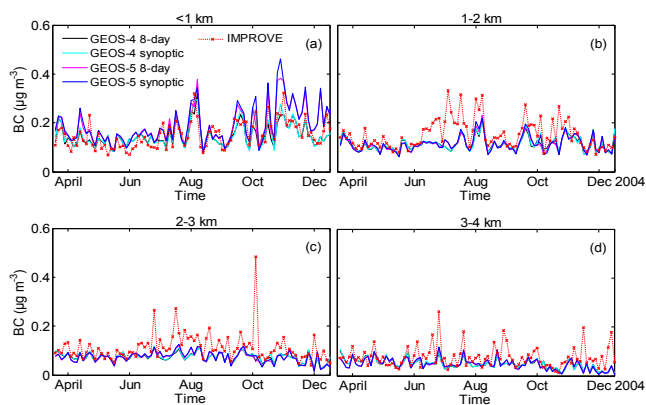 <1 km
1-2 km
(a)
(b)
GEOS-4 8-day
GEOS-4 synoptic
GEOS-5 8-day
GEOS-5 synoptic
IMPROVE
BC (µg m⁻³)
0.6
0.4
0.2
0
April Jun Aug Oct Dec
Time
April Jun Aug Oct Dec 2004
Time
2-3 km
3-4 km
(c)
(d)
BC (µg m⁻³)
0.6
0.2
0
April Jun Aug Oct Dec
Time
April Jun Aug Oct Dec 2004
Time